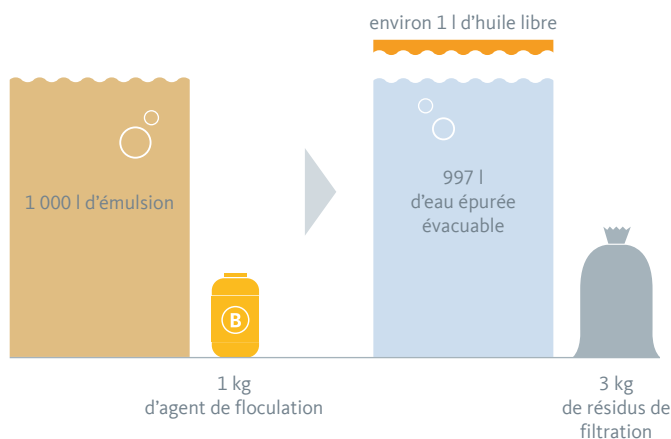 environ 1 l d’huile libre
1 000 l d’émulsion
997 l
d’eau épurée
évacuable
B
1 kg
d’agent de floculation
3 kg
de résidus de
filtration